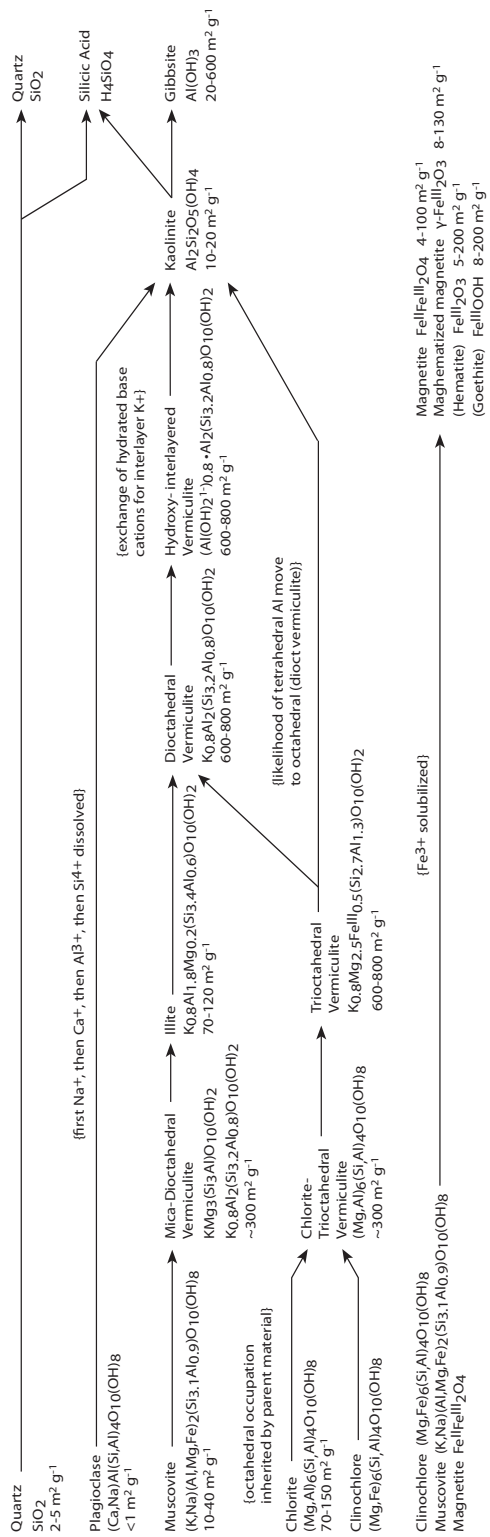 Quartz
SiO2
2-5 m2 g-1
Quartz
SiO2
Silicic Acid
H4SiO4
Plagioclase
(Ca,Na)Al(Si,Al)4O10(OH)8
<1 m2 g-1
{first Na+, then Ca+, then Al3+, then Si4+ dissolved}
Muscovite
(K,Na)(Al,Mg,Fe)2(Si3,1Al0,9)O10(OH)8
10-40 m2 g-1
Mica-Dioctahedral
Vermiculite
KMg3(Si3Al)O10(OH)2
K0.8Al2(Si3.2Al0.8)O10(OH)2
~300 m2 g-1
Illite
K0.8Al1.8Mg0.2(Si3.4Al0.6)O10(OH)2
70-120 m2 g-1
Dioctahedral
Vermiculite
K0.8Al2(Si3.2Al0.8)O10(OH)2
600-800 m2 g-1
{exchange of hydrated base
cations for interlayer K+}
Hydroxy- interlayered
Vermiculite
(Al(OH)21-)0.8•Al2(Si3.2Al0.8)O10(OH)2
600-800 m2 g-1
Kaolinite
Al2Si2O5(OH)4
10-20 m2 g-1
Gibbsite
Al(OH)3
20-600 m2 g-1
{octahedral occupation
inherited by parent material}
Chlorite
(Mg,Al)6(Si,Al)4O10(OH)8
70-150 m2 g-1
Clinochlore
(Mg,Fe)6(Si,Al)4O10(OH)8
Chlorite-
Trioctahedral
Vermiculite
(Mg,Al)6(Si,Al)4O10(OH)8
~300 m2 g-1
Trioctahedral
Vermiculite
K0.8Mg2.5FeIII0.5(Si2.7Al1.3)O10(OH)2
600-800 m2 g-1
{likelihood of tetrahedral Al move
to octahedral (dioct vermiculite)}
Clinochlore (Mg,Fe)6(Si,Al)4O10(OH)8
Muscovite (K,Na)(Al,Mg,Fe)2(Si3,1Al0,9)O10(OH)8
Magnetite FeIIFeIII2O4
{Fe3+ solubilized}
Magnetite FeIIFeIII2O4 4-100 m2 g-1
Maghematized magnetite γ-FeIII2O3 8-130 m2 g-1
(Hematite) FeIII2O3 5-200 m2 g-1
(Goethite) FeIIIOOH 8-200 m2 g-1